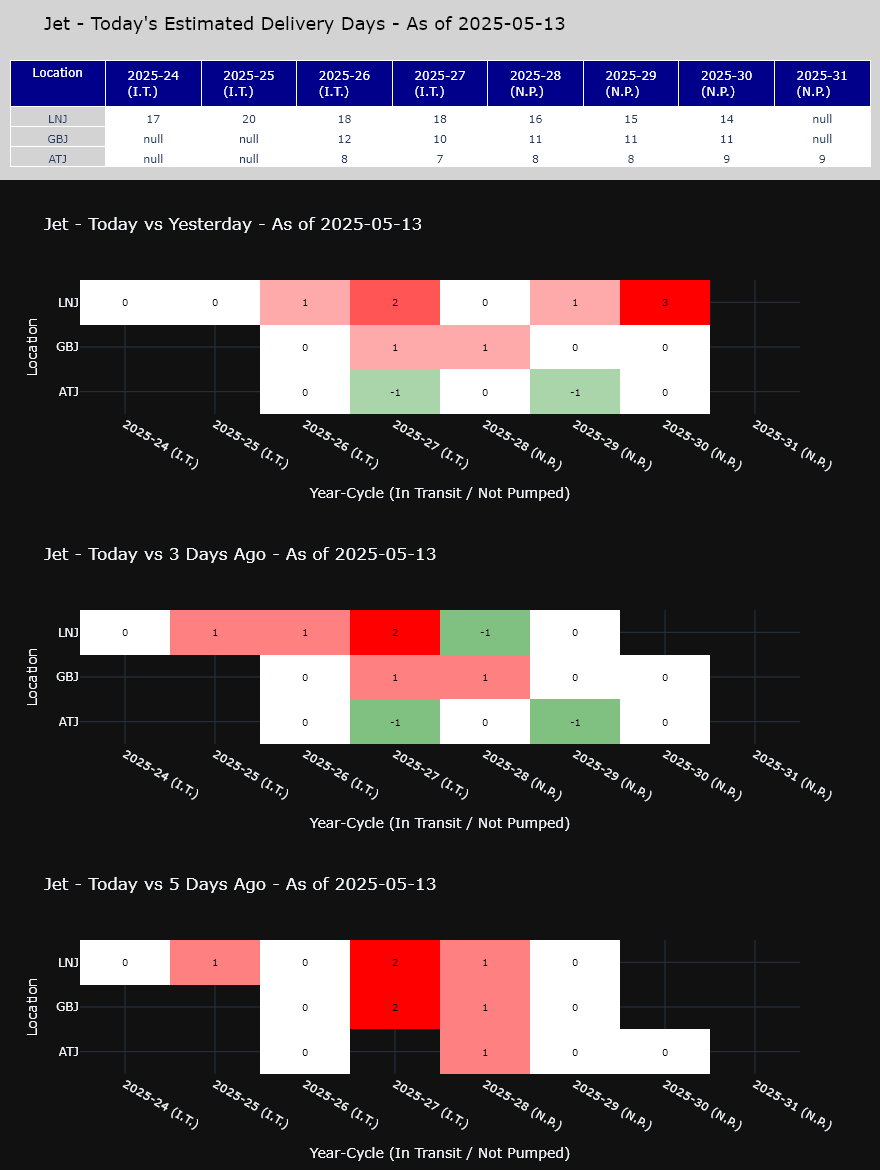 Jet - Today's Estimated Delivery Days - As of 2025-05-13
Location 2025-24 (I.T.) 2025-25 (I.T.) 2025-26 (I.T.) 2025-27 (I.T.) 2025-28 (N.P.) 2025-29 (N.P.) 2025-30 (N.P.) 2025-31 (N.P.)
LNJ 17 20 18 18 16 15 14 null
GBJ null null 12 10 11 11 11 null
ATJ null null 8 7 8 8 9 9
Jet - Today vs Yesterday - As of 2025-05-13
Location
LNJ 0 0 1 2 0 1 3
GBJ 0 1 1 0 0
ATJ 0 -1 0 -1 0
2025-24 (I.T.) 2025-25 (I.T.) 2025-26 (I.T.) 2025-27 (I.T.) 2025-28 (N.P.) 2025-29 (N.P.) 2025-30 (N.P.) 2025-31 (N.P.)
Year-Cycle (In Transit / Not Pumped)
Jet - Today vs 3 Days Ago - As of 2025-05-13
Location
LNJ 0 1 1 2 -1 0
GBJ 0 1 1 0 0
ATJ 0 -1 0 -1 0
2025-24 (I.T.) 2025-25 (I.T.) 2025-26 (I.T.) 2025-27 (I.T.) 2025-28 (N.P.) 2025-29 (N.P.) 2025-30 (N.P.) 2025-31 (N.P.)
Year-Cycle (In Transit / Not Pumped)
Jet - Today vs 5 Days Ago - As of 2025-05-13
Location
LNJ 0 1 0 2 1 0
GBJ 0 2 1 0
ATJ 0 1 0 0
2025-24 (I.T.) 2025-25 (I.T.) 2025-26 (I.T.) 2025-27 (I.T.) 2025-28 (N.P.) 2025-29 (N.P.) 2025-30 (N.P.) 2025-31 (N.P.)
Year-Cycle (In Transit / Not Pumped)